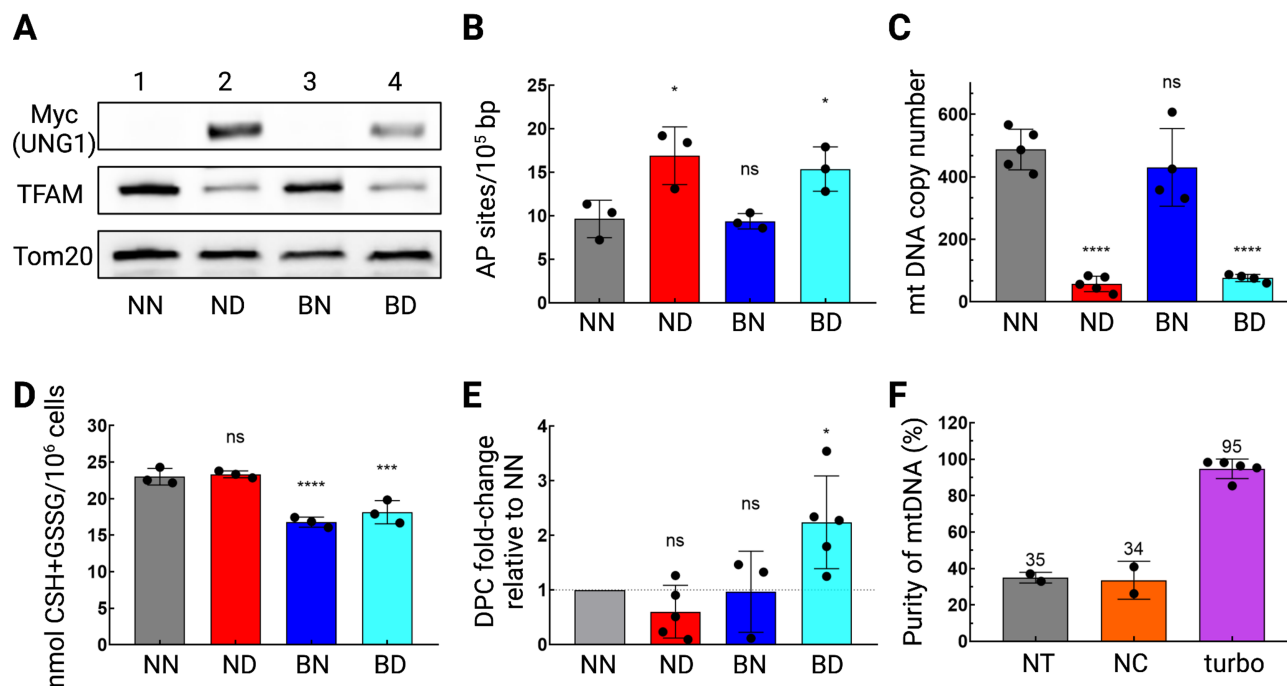 A
1 2 3 4
Myc
(UNG1)
TFAM
Tom20
NN ND BN BD
B
AP sites/10⁵ bp
25
20
15
10
5
0
* ns *
NN ND BN BD
C
mt DNA copy number
600
400
200
0
**** ns ****
NN ND BN BD
D
nmol CSH+GSSG/10⁶ cells
30
25
20
15
10
5
0
ns **** ***
NN ND BN BD
E
DPC fold-change
relative to NN
4
3
2
1
0
ns ns *
NN ND BN BD
F
Purity of mtDNA (%)
120
100
80
60
40
20
0
35 34 95
NT NC turbo